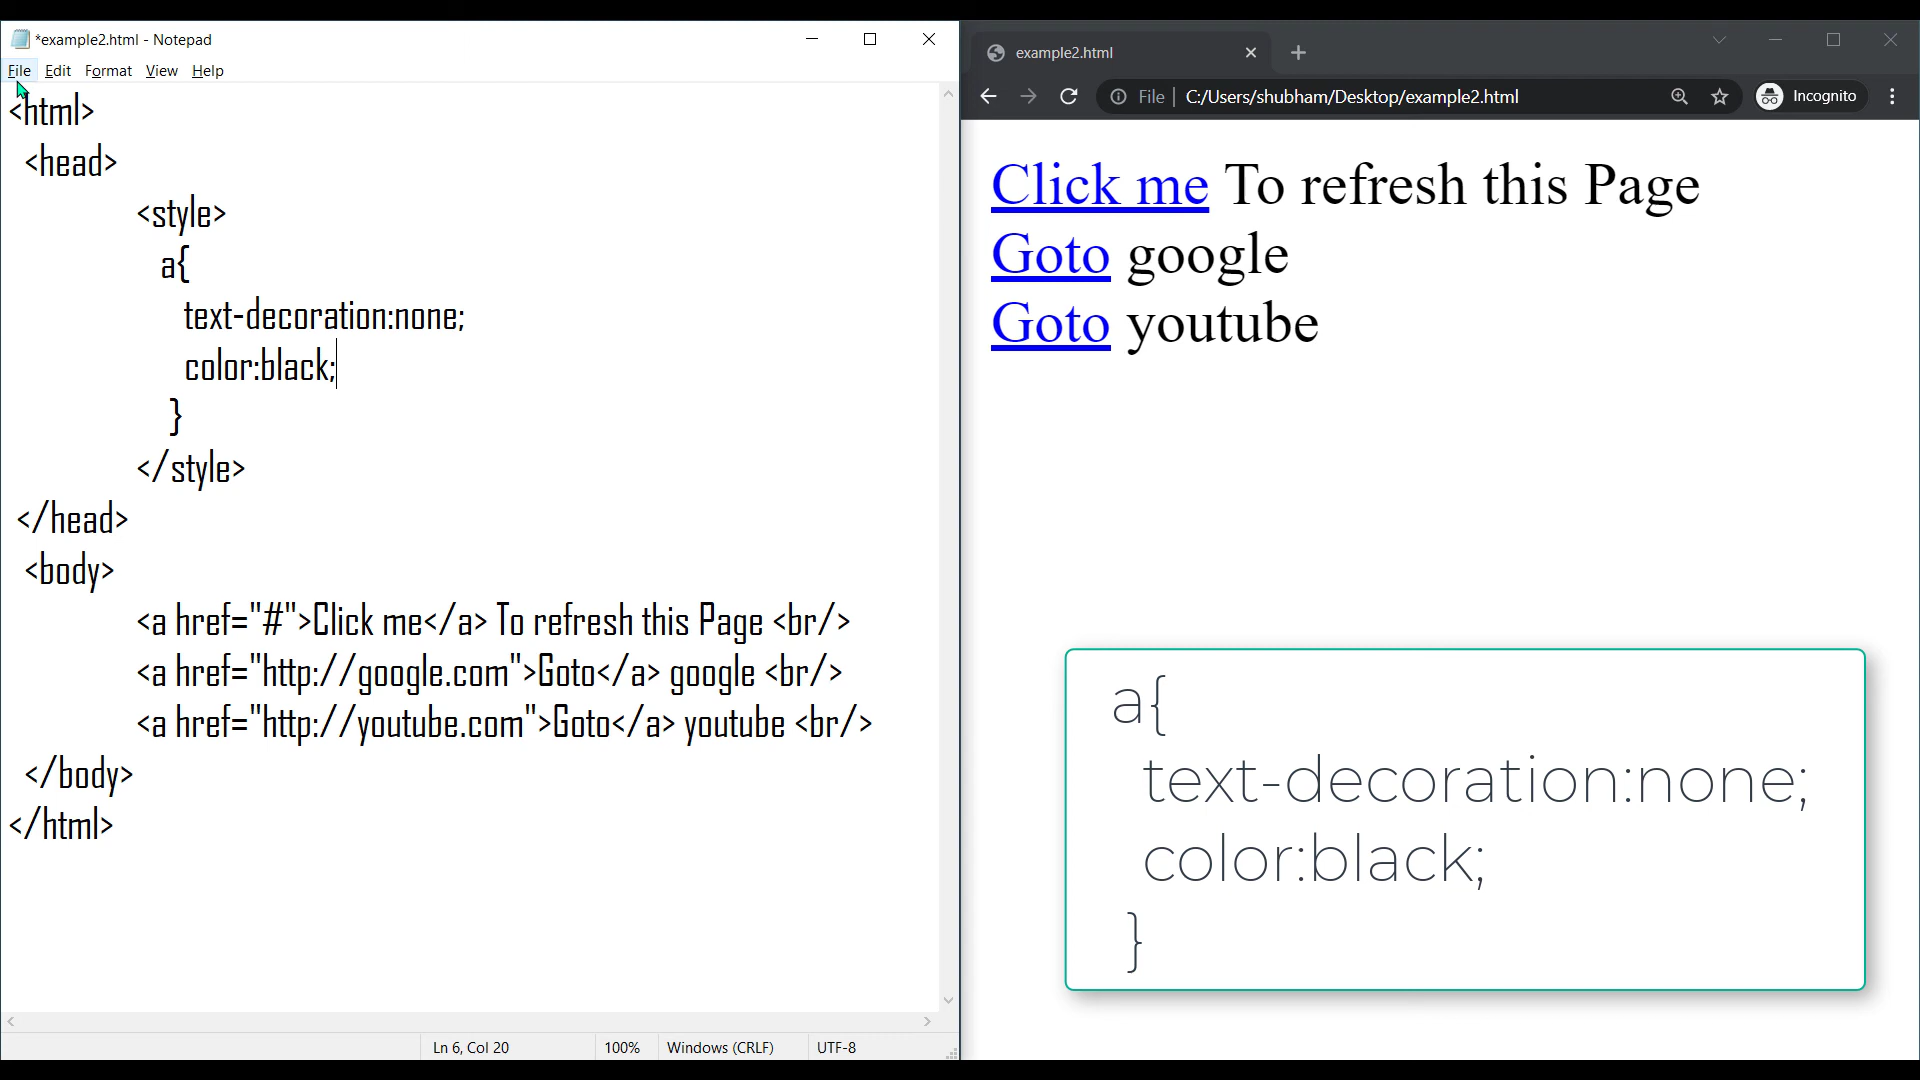 *example2.html - Notepad
File Edit Format View Help
<html>
<head>
<style>
a{
text-decoration:none;
color:black;
}
</style>
</head>
<body>
<a href="#">Click me</a> To refresh this Page <br/>
<a href="http://google.com">Goto</a> google <br/>
<a href="http://youtube.com">Goto</a> youtube <br/>
</body>
</html>
Ln 6, Col 20 100% Windows (CRLF) UTF-8
example2.html
File C:/Users/shubham/Desktop/example2.html Incognito
Click me To refresh this Page
Goto google
Goto youtube
a{
text-decoration:none;
color:black;
}